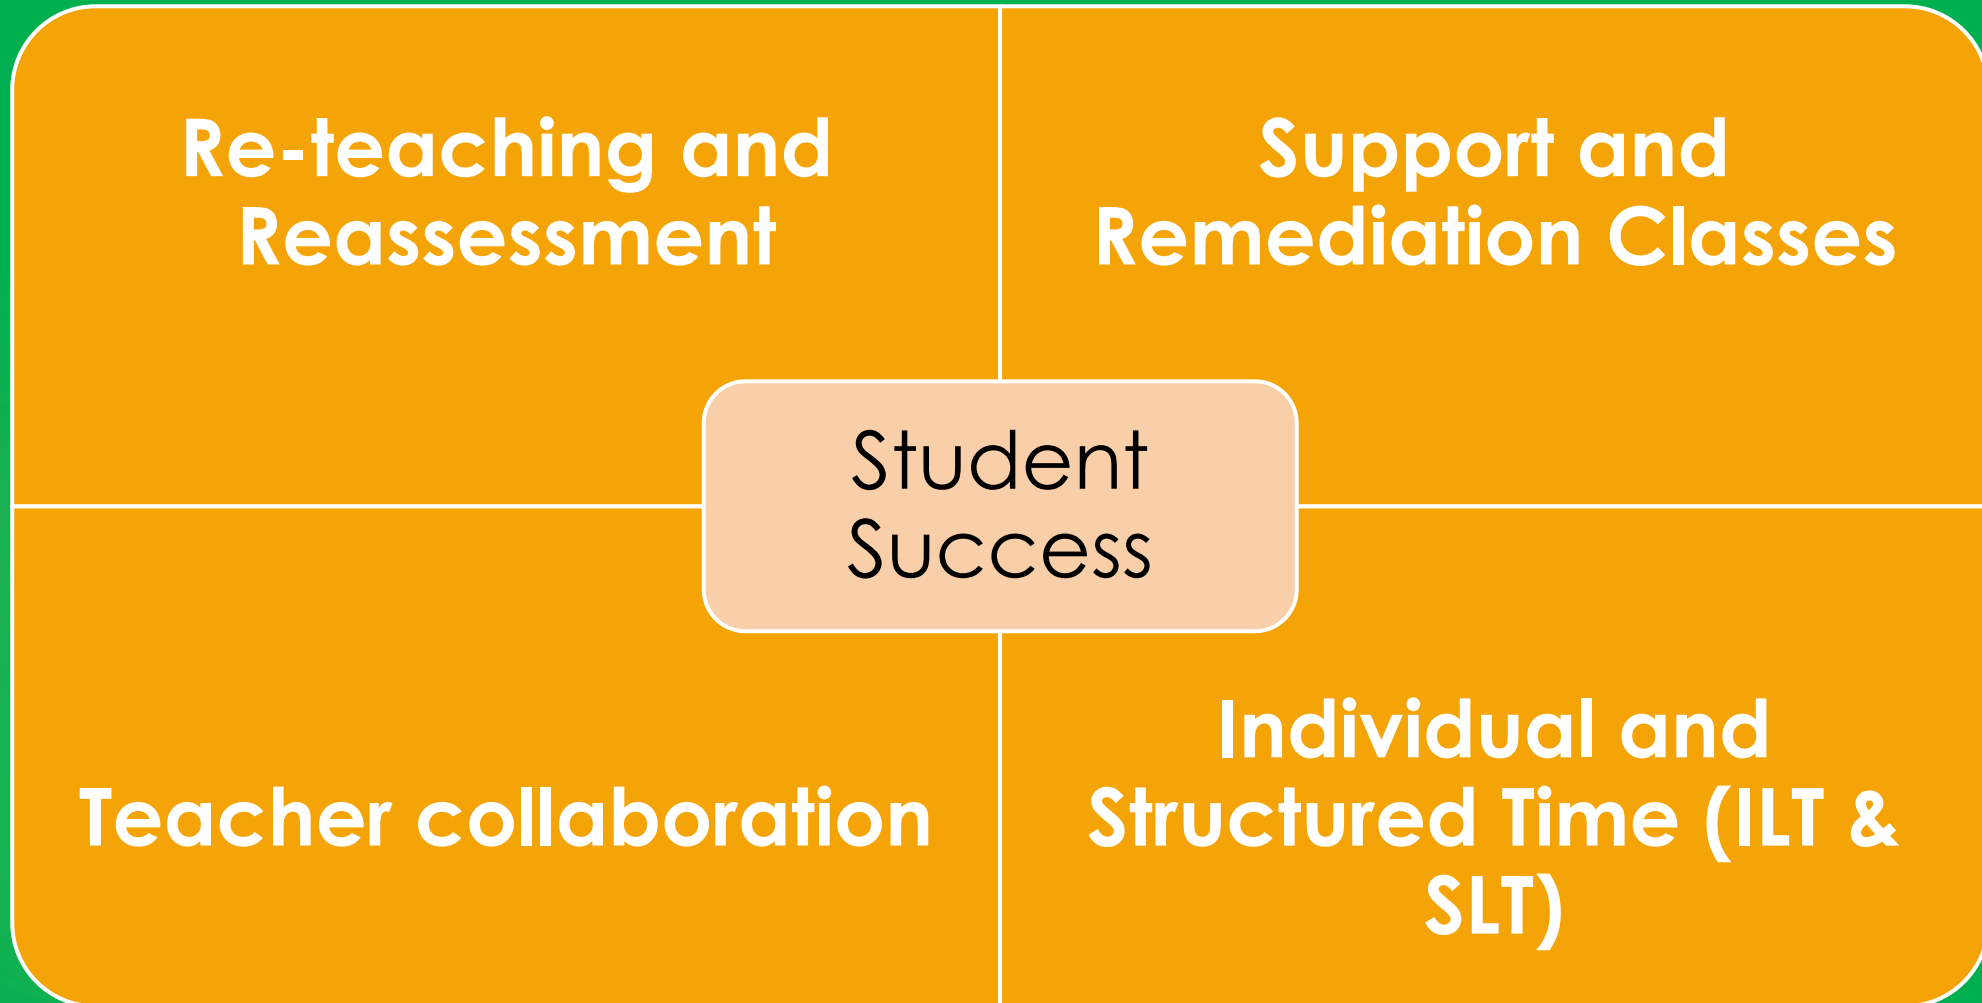 Re-teaching and
Reassessment
Support and
Remediation Classes
Student
Success
Teacher collaboration
Individual and
Structured Time (ILT &
SLT)